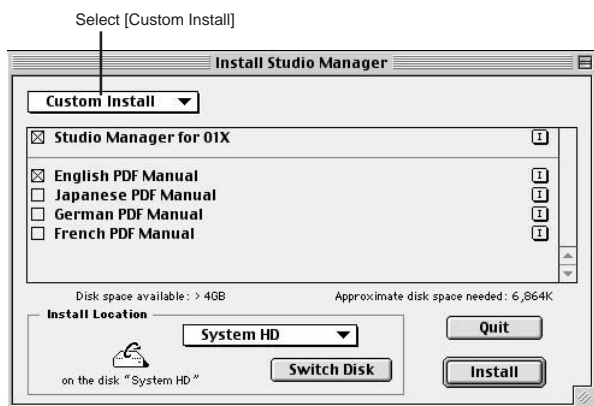 Select [Custom Install]
Install Studio Manager
Custom Install
Studio Manager for 01X
English PDF Manual
Japanese PDF Manual
German PDF Manual
French PDF Manual
Disk space available: > 4GB Approximate disk space needed: 6,864K
Install Location
System HD
Quit
on the disk "System HD"
Switch Disk
Install